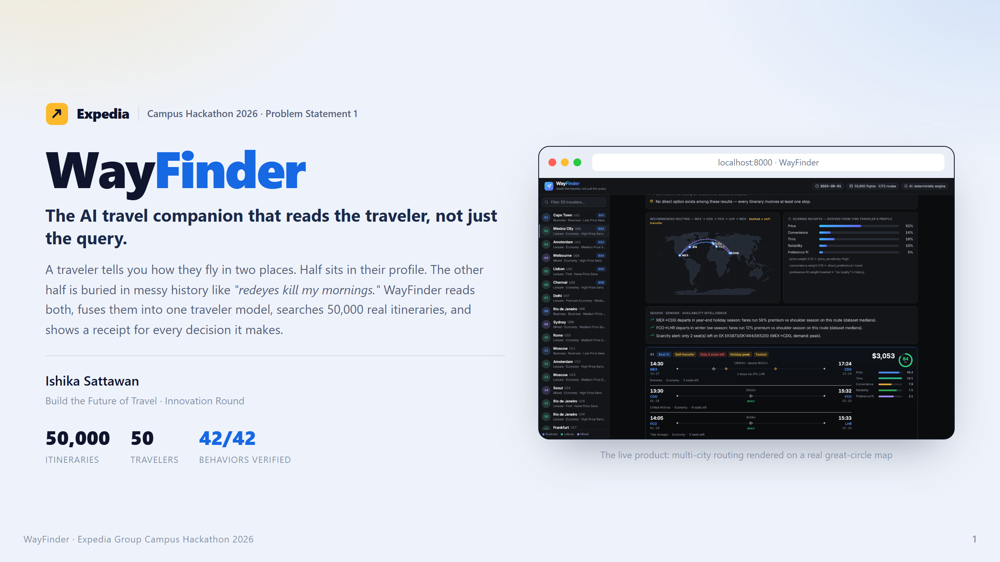 Expedia
Campus Hackathon 2026 · Problem Statement 1
WayFinder
The AI travel companion that reads the traveler, not just
the query.
A traveler tells you how they fly in two places. Half sits in their profile. The other
half is buried in messy history like "redeyes kill my mornings." WayFinder reads
both, fuses them into one traveler model, searches 50,000 real itineraries, and
shows a receipt for every decision it makes.
Ishika Sattawan
Build the Future of Travel · Innovation Round
50,000 50 42/42
ITINERARIES TRAVELERS BEHAVIORS VERIFIED
localhost:8000 · WayFinder
WayFinder
reads the traveler, not just the query
2025-08-01 50,000 flights · 1,172 routes AI: deterministic engine
Filter 50 travelers...
01 Cape Town U01 B01
Business · Business · Low Price Sens.
02 Mexico City U02 B02
Leisure · Economy · High Price Sens.
03 Amsterdam U03 B03
Leisure · Economy · Medium Price S...
04 Melbourne U04 B04
Mixed · Economy · High Price Sens.
05 Lisbon U05 B05
Leisure · First · None Price Sens.
06 Chennai U06 B06
Leisure · Economy · High Price Sens.
07 Delhi U07
Leisure · Premium Economy · Mediu...
08 Rio de Janeiro U08
Business · Business · Medium Price ...
09 Sydney U09
Mixed · Economy · Medium Price Se...
10 Rome U10
Leisure · Economy · Medium Price S...
11 Moscow U11
Business · Business · Low Price Sens.
12 Amsterdam U12
Leisure · Economy · High Price Sens.
13 Moscow U13
Leisure · Economy · Medium Price S...
14 Seoul U14
Mixed · Economy · High Price Sens.
15 Rio de Janeiro U15
Leisure · First · None Price Sens.
16 Rio de Janeiro U16
Leisure · Economy · High Price Sens.
Frankfurt U17
Business Leisure Mixed
No direct option exists among these results — every itinerary involves at least one stop.
RECOMMENDED ROUTING — MEX → CDG → FCO → LHR → MEX · dashed = self-
transfer
MEX JFK CDG FCO DXB
SCORING WEIGHTS — DERIVED FROM THIS TRAVELER'S PROFILE
Price 52%
Convenience 14%
Time 19%
Reliability 10%
Preference fit 5%
· price weight 0.55 ← price_sensitivity='high'
· convenience weight 0.15 ← direct_preference='none'
· preference-fit weight lowered ← "no loyalty" in history
SEASON · DEMAND · AVAILABILITY INTELLIGENCE
MEX→CDG departs in year-end holiday season: fares run 56% premium vs shoulder season on this route (dataset medians).
FCO→LHR departs in winter low season: fares run 12% premium vs shoulder season on this route (dataset medians).
Scarcity alert: only 2 seat(s) left on EK EK5873/EK1494/EK5250 (MEX→CDG, demand: peak).
#1 Best fit Self-transfer Only 2 seats left Holiday peak Fastest
$3,053 84 fit
14:30 19h54m · layover 6h21m 17:24
MEX CDG
12-27 2 stops via JFK, LHR 12-28
Emirates · Economy · 2 seats left
Price 46.4
Time 19.1
Convenience 7.9
Reliability 7.5
Preference fit 3.1
13:30 2h02m 15:32
CDG FCO
01-15 direct 01-15
United Airlines · Economy · 9 seats left
14:05 2h28m 15:33
FCO LHR
01-18 direct 01-18
Thai Airways · Economy · 9 seats left
The live product: multi-city routing rendered on a real great-circle map
WayFinder · Expedia Group Campus Hackathon 2026
1